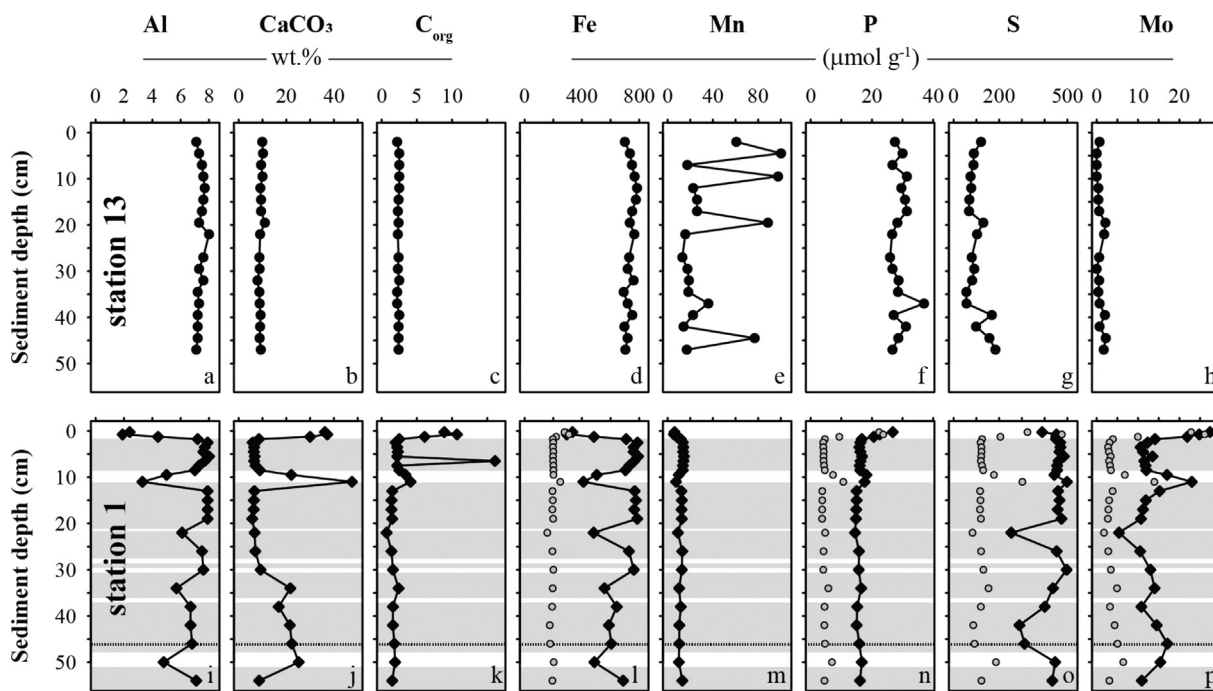 Al CaCO₃ C_org Fe Mn P S Mo
wt.% (µmol g⁻¹)
0 2 4 6 8 0 20 40 0 5 10 0 400 800 0 40 80 0 20 40 0 200 500 0 10 20
Sediment depth (cm)
0
10
20
30
40
50
station 13
a b c d e f g h
Sediment depth (cm)
0
10
20
30
40
50
station 1
i j k l m n o p